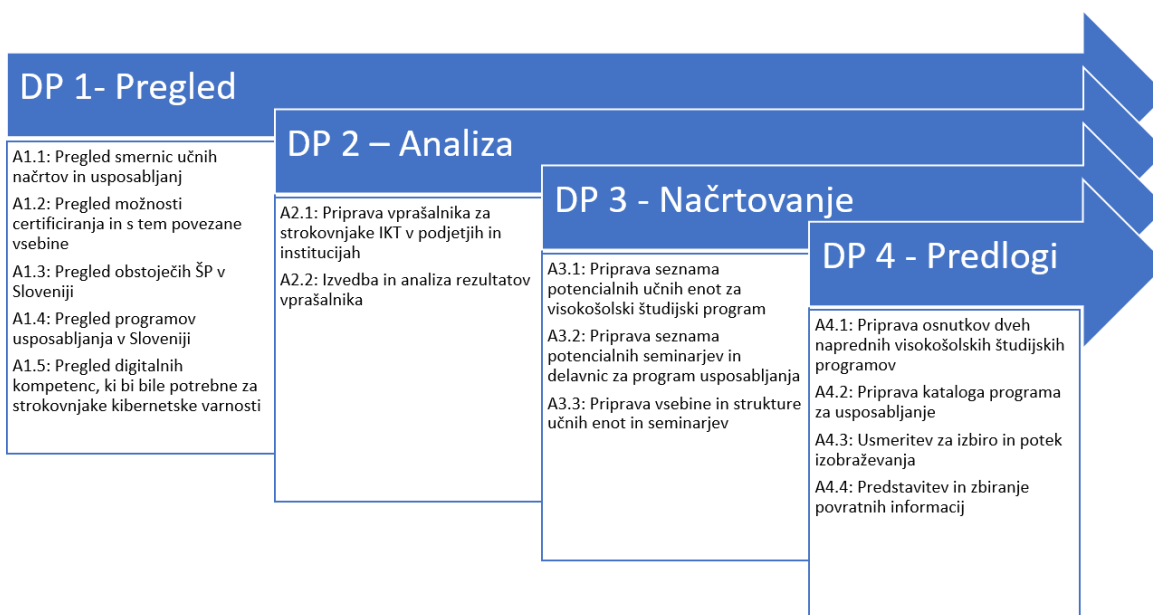 DP 1- Pregled
A1.1: Pregled smernic učnih
načrtov in usposabljanj
A1.2: Pregled možnosti
certificiranja in s tem povezane
vsebine
A1.3: Pregled obstoječih ŠP v
Sloveniji
A1.4: Pregled programov
usposabljanja v Sloveniji
A1.5: Pregled digitalnih
kompetenc, ki bi bile potrebne za
strokovnjake kibernetske varnosti
DP 2 – Analiza
A2.1: Priprava vprašalnika za
strokovnjake IKT v podjetjih in
institucijah
A2.2: Izvedba in analiza rezultatov
vprašalnika
DP 3 - Načrtovanje
A3.1: Priprava seznama
potencialnih učnih enot za
visokošolski študijski program
A3.2: Priprava seznama
potencialnih seminarjev in
delavnic za program usposabljanja
A3.3: Priprava vsebine in strukture
učnih enot in seminarjev
DP 4 - Predlogi
A4.1: Priprava osnutkov dveh
naprednih visokošolskih študijskih
programov
A4.2: Priprava kataloga programa
za usposabljanje
A4.3: Usmeritev za izbiro in potek
izobraževanja
A4.4: Predstavitev in zbiranje
povratnih informacij